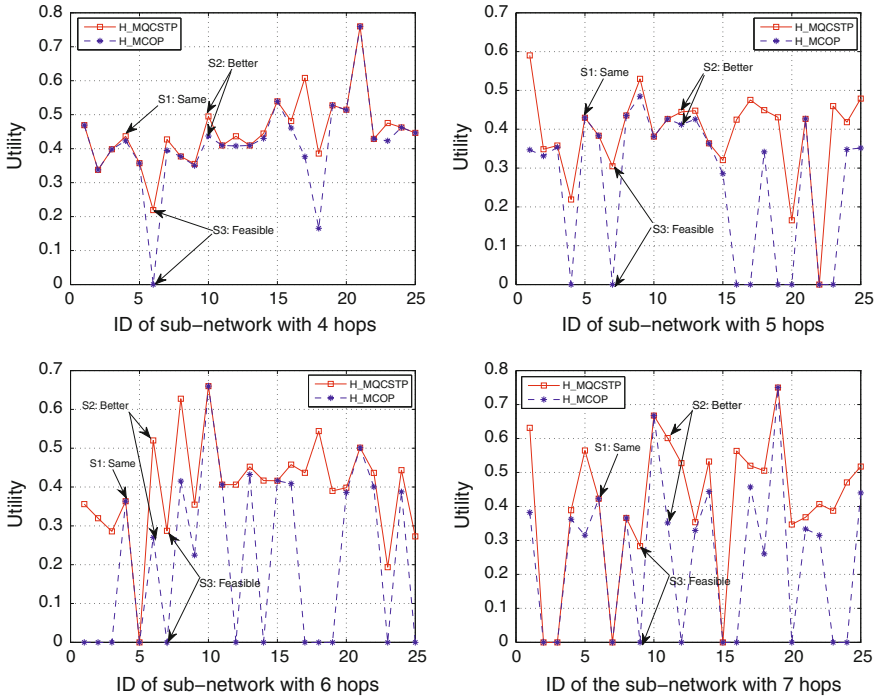 0.8
0.7
0.6
0.5
0.4
0.3
0.2
0.1
0
Utility
H_MQCSTP
H_MCOP
S1: Same
S2: Better
S3: Feasible
0 5 10 15 20 25
ID of sub−network with 4 hops
0.7
0.6
0.5
0.4
0.3
0.2
0.1
0
Utility
H_MQCSTP
H_MCOP
S1: Same
S2: Better
S3: Feasible
0 5 10 15 20 25
ID of sub−network with 5 hops
0.7
0.6
0.5
0.4
0.3
0.2
0.1
0
Utility
H_MQCSTP
H_MCOP
S2: Better
S1: Same
S3: Feasible
0 5 10 15 20 25
ID of sub−network with 6 hops
0.8
0.7
0.6
0.5
0.4
0.3
0.2
0.1
0
Utility
H_MQCSTP
H_MCOP
S2: Better
S1: Same
S3: Feasible
0 5 10 15 20 25
ID of the sub−network with 7 hops